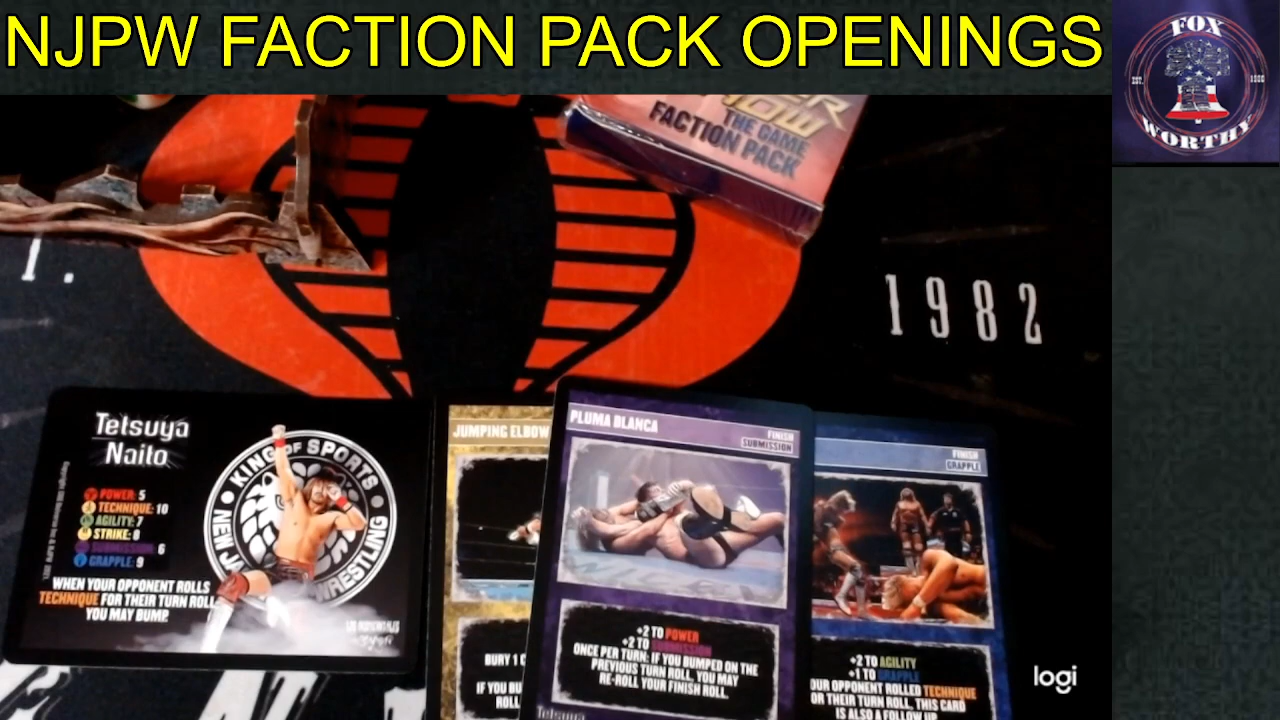 NJPW FACTION PACK OPENINGS
FOX
EST. 1982
WORTHY
THE GAME
FACTION PACK
1982
Tetsuya
Naito
POWER: 5
TECHNIQUE: 10
AGILITY: 7
STRIKE: 8
SUBMISSION: 6
GRAPPLE: 9
WHEN YOUR OPPONENT ROLLS
TECHNIQUE FOR THEIR TURN ROLL
YOU MAY BUMP.
KING OF SPORTS
NEW JA
WRESTLING
JUMPING ELBOW
BURY 1
IF YOU BU
ROLL
PLUMA BLANCA
FINISH
SUBMISSION
+2 TO POWER
+2 TO SUBMISSION
ONCE PER TURN: IF YOU BUMPED ON THE
PREVIOUS TURN ROLL, YOU MAY
RE-ROLL YOUR FINISH ROLL.
Tetsuya
FINISH
GRAPPLE
+2 TO AGILITY
+1 TO GRAPPLE
OUR OPPONENT ROLLED TECHNIQUE
OR THEIR TURN ROLL, THIS CARD
IS ALSO A FOLLOW UP
logi